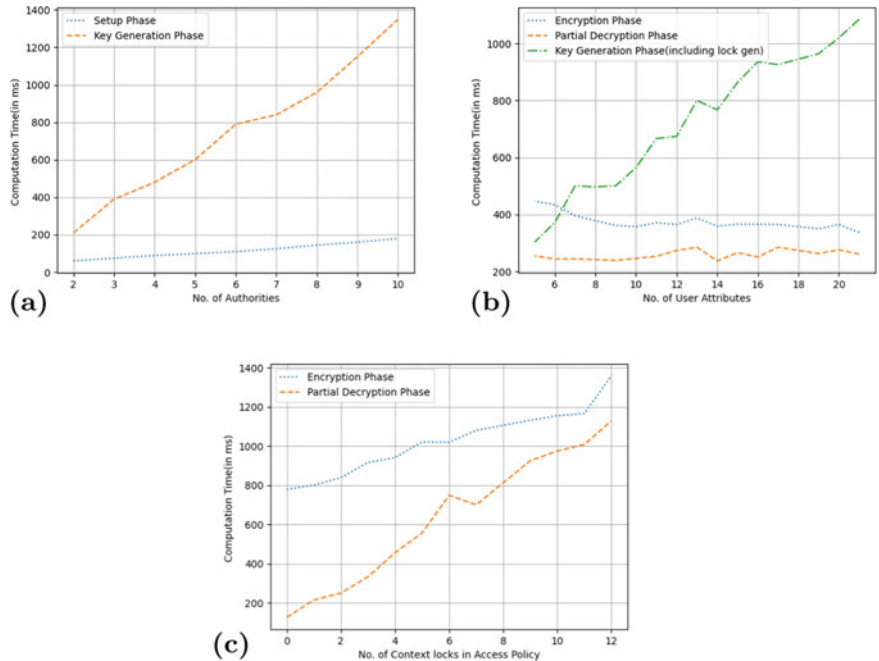 1400
1200
1000
800
600
400
200
0
Computation Time(in ms)
Setup Phase
Key Generation Phase
2 3 4 5 6 7 8 9 10
No. of Authorities
(a)
1000
800
600
400
200
Computation Time(in ms)
Encryption Phase
Partial Decryption Phase
Key Generation Phase(including lock gen)
6 8 10 12 14 16 18 20
No. of User Attributes
(b)
1400
1200
1000
800
600
400
200
Computation Time(in ms)
Encryption Phase
Partial Decryption Phase
0 2 4 6 8 10 12
No. of Context locks in Access Policy
(c)